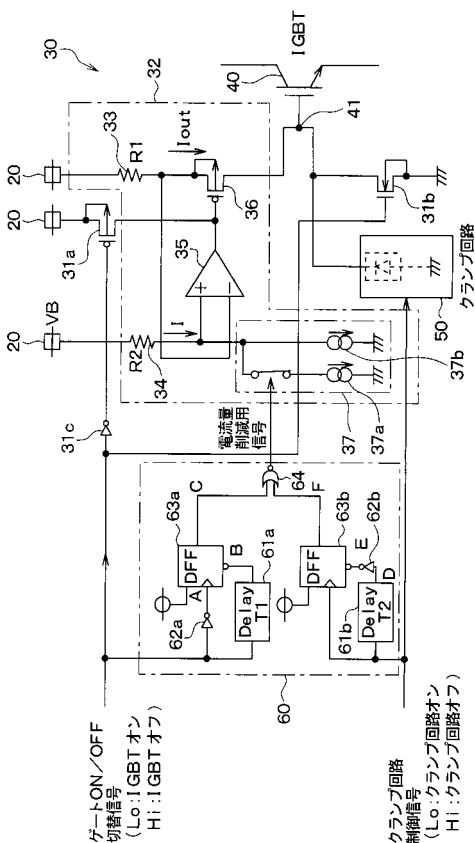 30
20
20
20
VB
31a
33
R1
32
Iout
IGBT
40
R2
34
I
35
+
−
36
41
31c
31b
37
37a
37b
50
クランプ回路
電流量
削減用
信号
64
C
F
63a
DFF
A
B
62a
61a
Delay
T1
63b
DFF
E
62b
D
61b
Delay
T2
60
ゲートON/OFF
切替信号
(Lo:IGBTオン
Hi:IGBTオフ)
クランプ回路
制御信号
(Lo:クランプ回路オン
Hi:クランプ回路オフ)